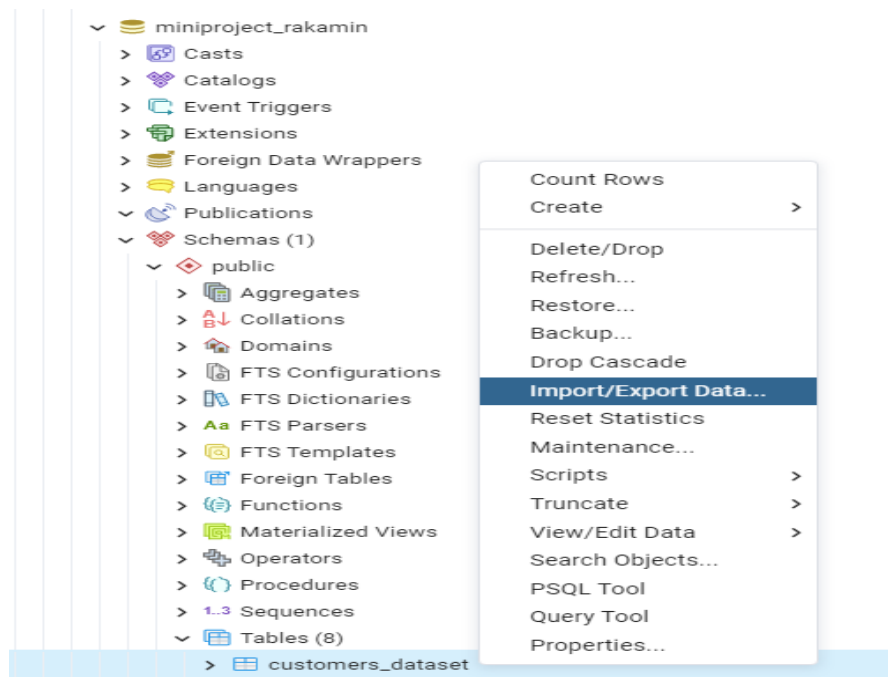 miniproject_rakamin
Casts
Catalogs
Event Triggers
Extensions
Foreign Data Wrappers
Languages
Publications
Schemas (1)
public
Aggregates
Collations
Domains
FTS Configurations
FTS Dictionaries
Aa FTS Parsers
FTS Templates
Foreign Tables
Functions
Materialized Views
Operators
Procedures
1..3 Sequences
Tables (8)
customers_dataset
Count Rows
Create
Delete/Drop
Refresh...
Restore...
Backup...
Drop Cascade
Import/Export Data...
Reset Statistics
Maintenance...
Scripts
Truncate
View/Edit Data
Search Objects...
PSQL Tool
Query Tool
Properties...